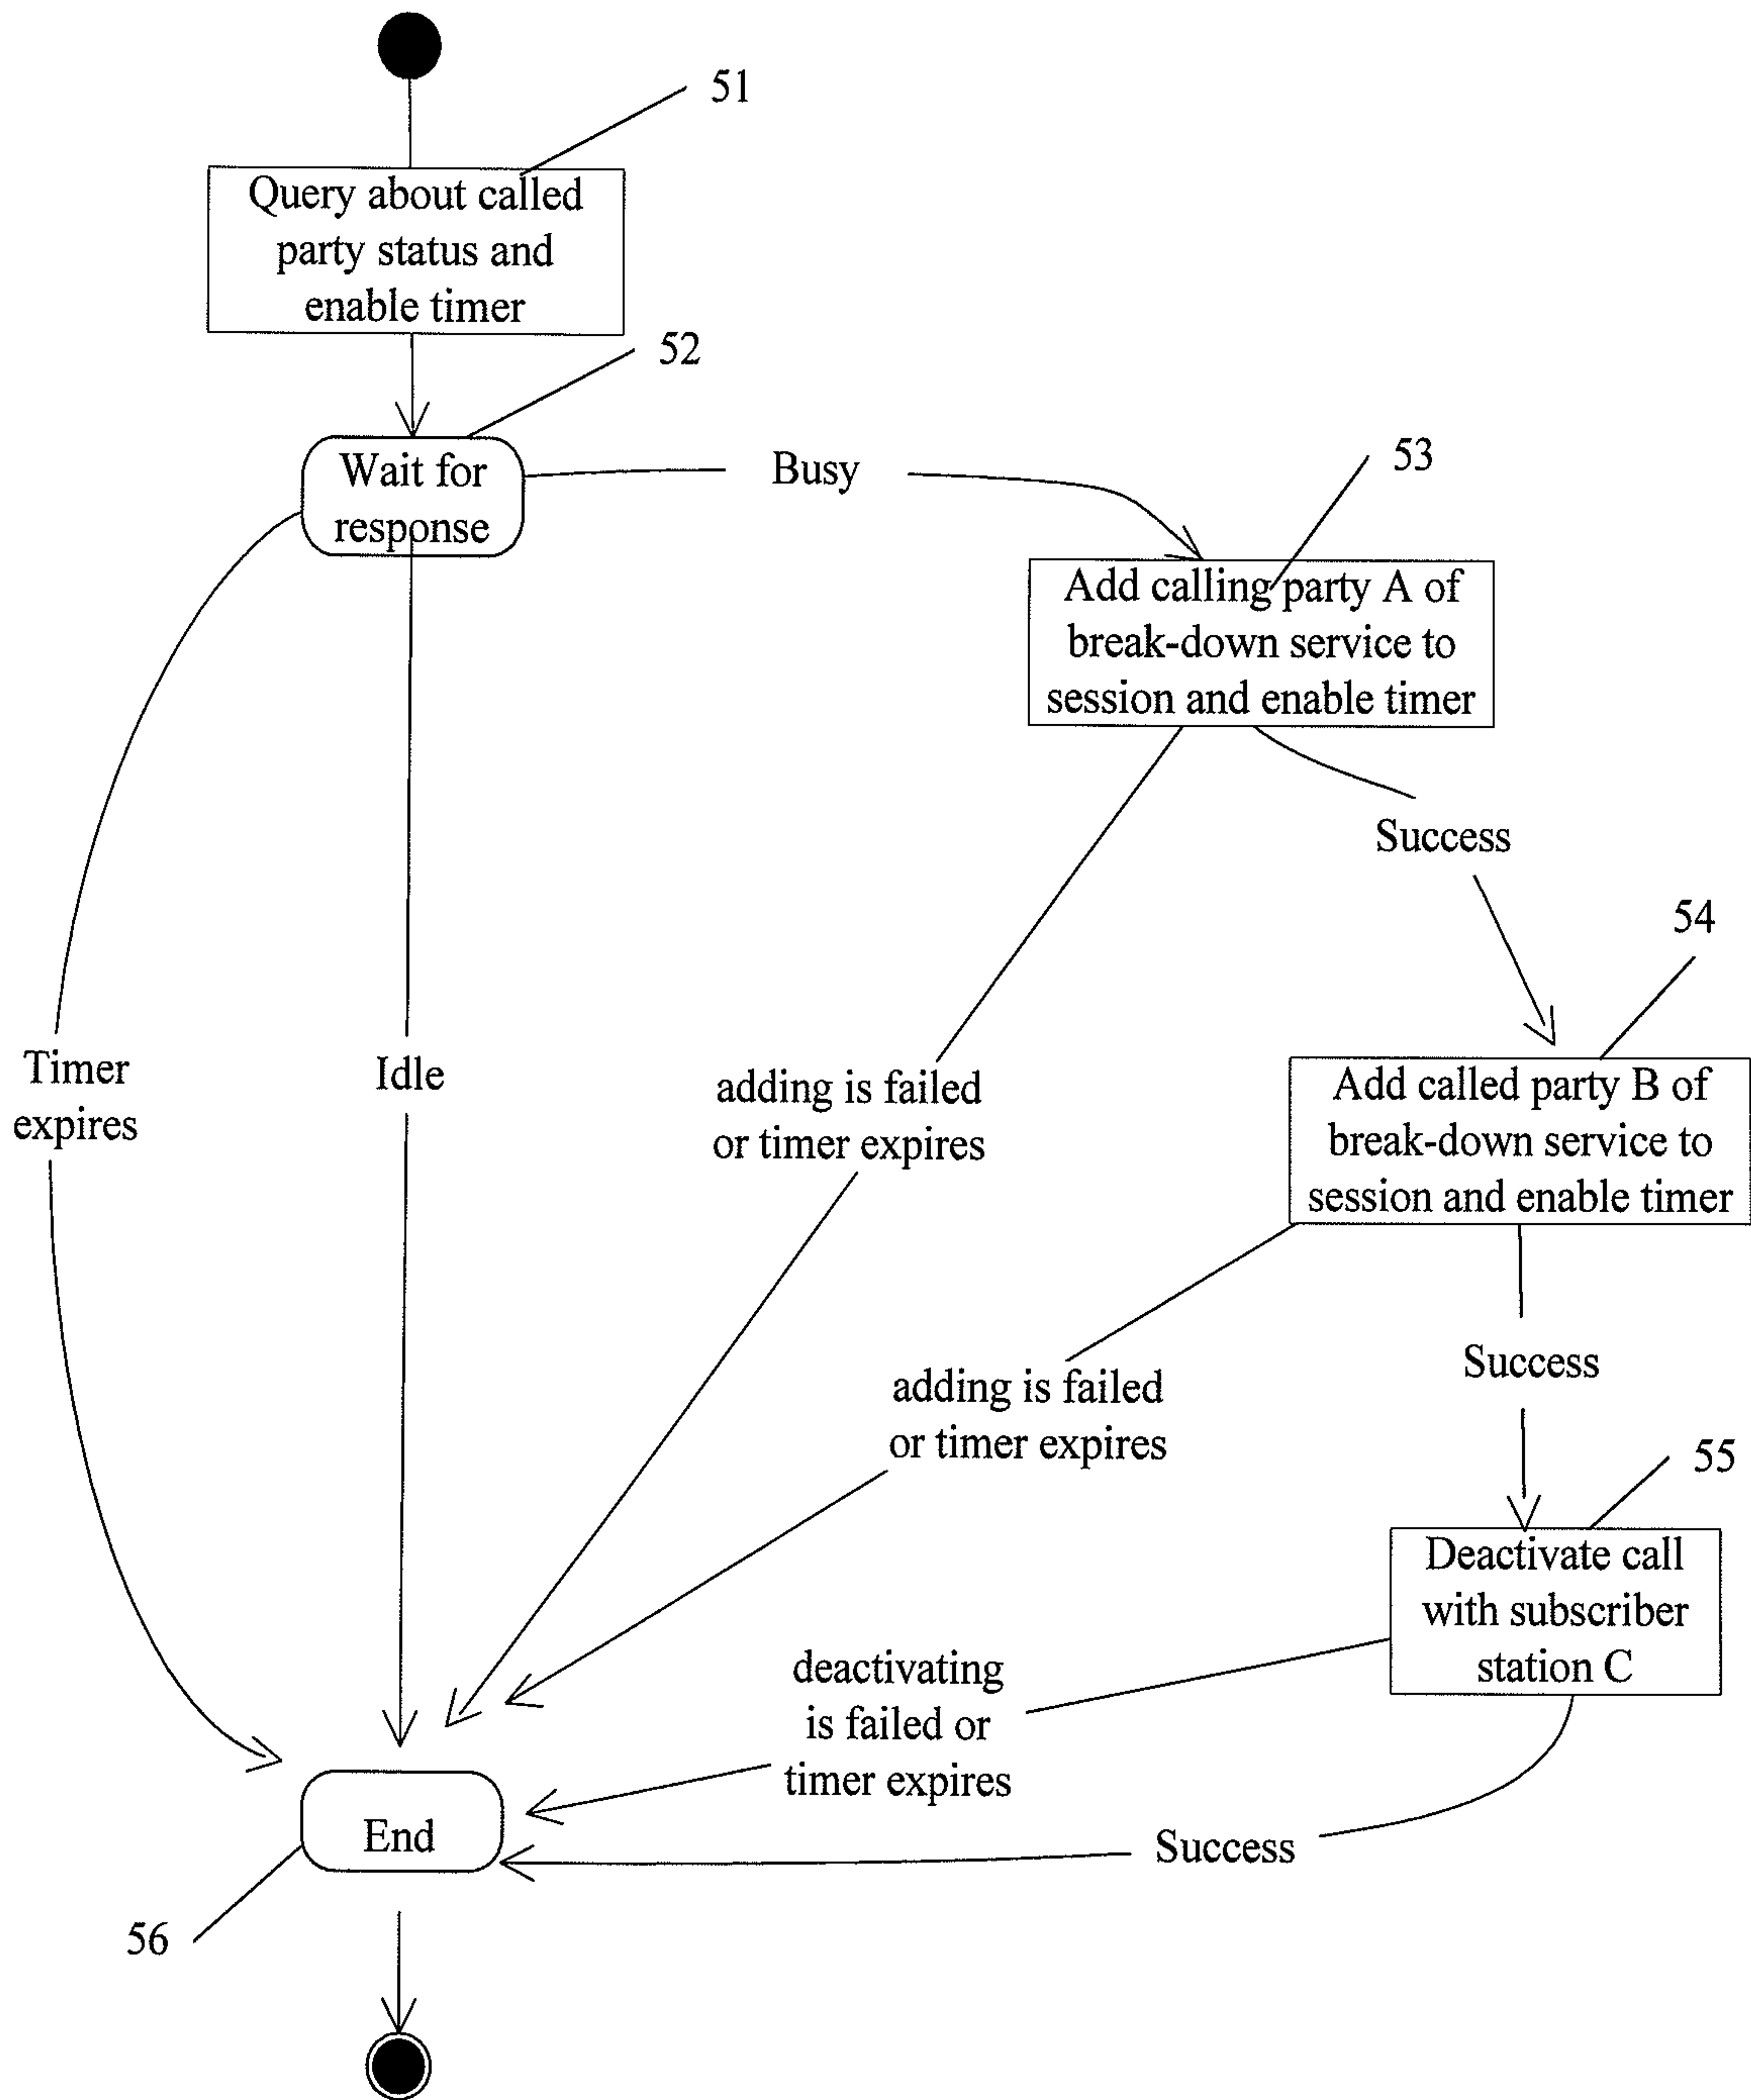 51
Query about called
party status and
enable timer
52
Wait for
response
Busy
53
Add calling party A of
break-down service to
session and enable timer
Success
54
Timer
expires
Idle
adding is failed
or timer expires
Add called party B of
break-down service to
session and enable timer
adding is failed
or timer expires
Success
55
Deactivate call
with subscriber
station C
deactivating
is failed or
timer expires
End
Success
56